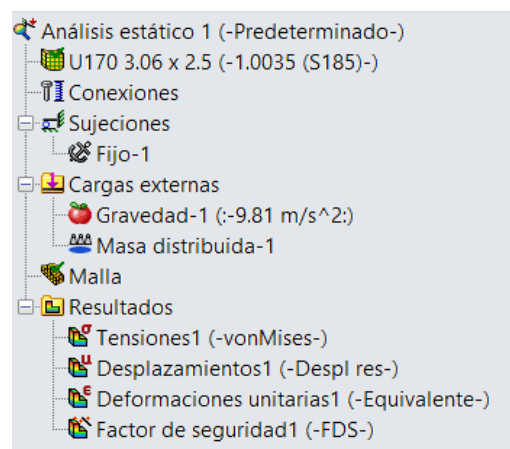 Análisis estático 1 (-Predeterminado-)
U170 3.06 x 2.5 (-1.0035 (S185)-)
Conexiones
Sujeciones
Fijo-1
Cargas externas
Gravedad-1 (:-9.81 m/s^2:)
Masa distribuida-1
Malla
Resultados
Tensiones1 (-vonMises-)
Desplazamientos1 (-Despl res-)
Deformaciones unitarias1 (-Equivalente-)
Factor de seguridad1 (-FDS-)